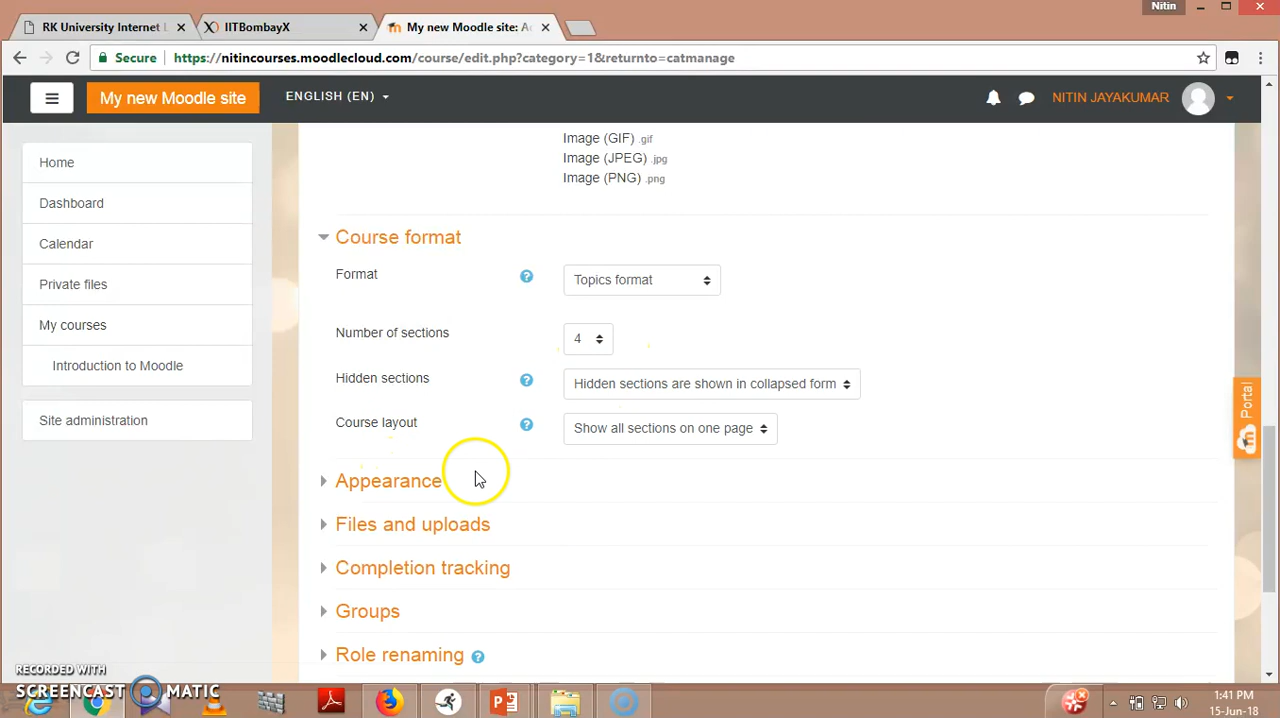 Nitin
RK University Internet
IITBombayX
My new Moodle site: A
Secure
https://nitincourses.moodlecloud.com/course/edit.php?category=1&returnto=catmanage
My new Moodle site
ENGLISH (EN)
NITIN JAYAKUMAR
Home
Dashboard
Calendar
Private files
My courses
Introduction to Moodle
Site administration
Image (GIF) .gif
Image (JPEG) .jpg
Image (PNG) .png
Course format
Format
Topics format
Number of sections
4
Hidden sections
Hidden sections are shown in collapsed form
Course layout
Show all sections on one page
Appearance
Files and uploads
Completion tracking
Groups
Role renaming
Portal
RECORDED WITH
SCREENCAST MATIC
1:41 PM
15-Jun-18